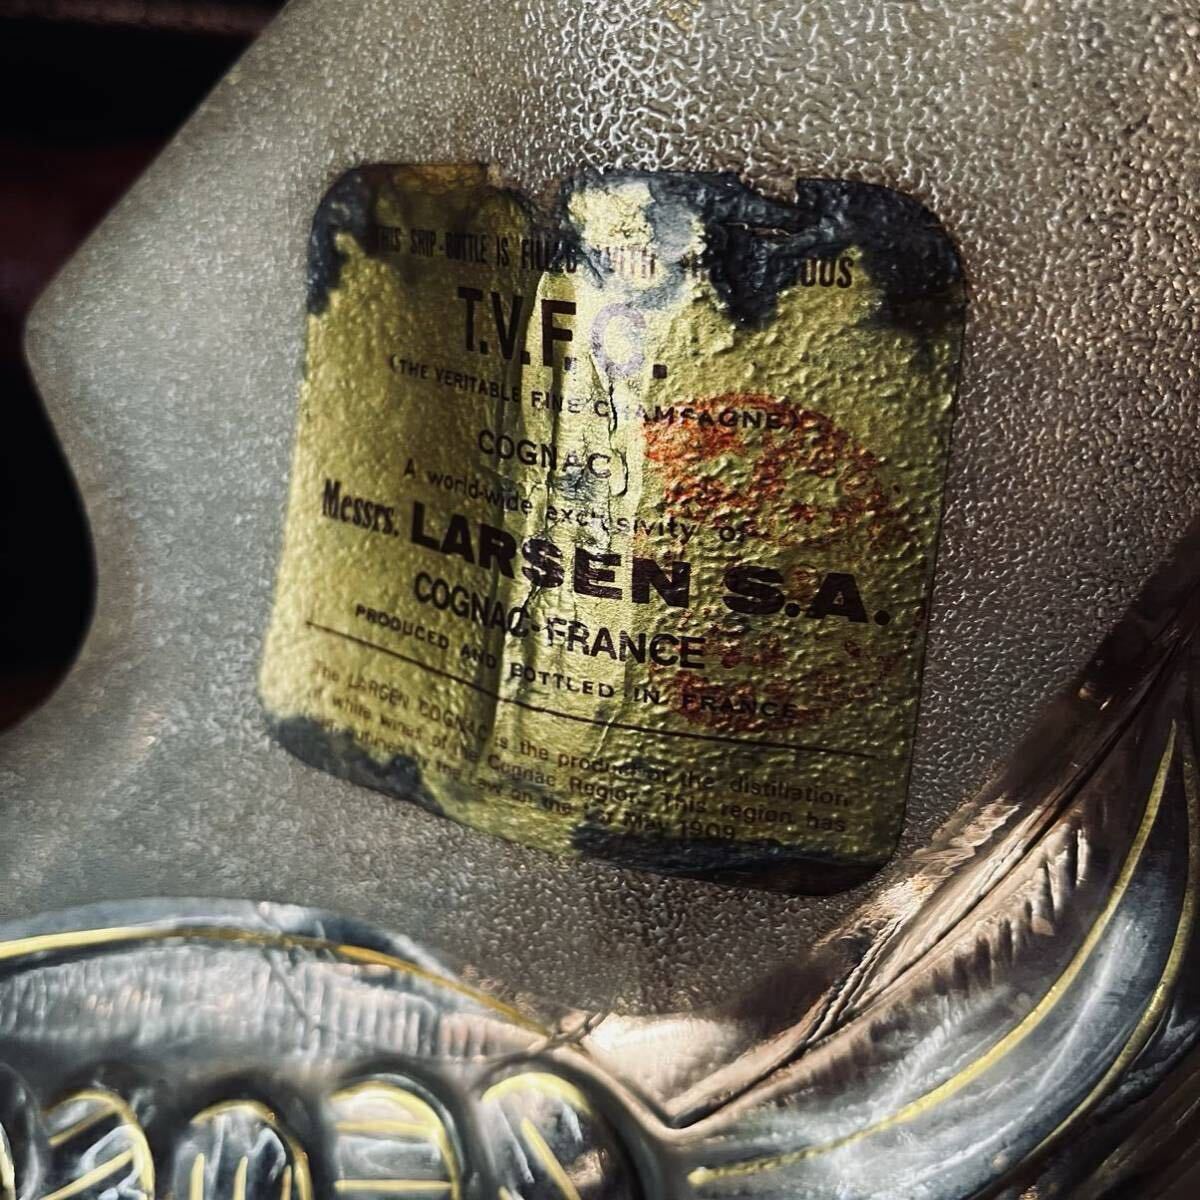 THIS SHIP-BOTTLE IS FILLED WITH
T.V.F.C.
(THE VERITABLE FINE CHAMPAGNE)
COGNAC)
A world-wide exclusivity of
Messrs. LARSEN S.A.
COGNAC-FRANCE
PRODUCED AND BOTTLED IN FRANCE
The LARSEN COGNAC is the product of the distillation
of white wines of the Cognac Region. This region has
by the Law on the 1st May 1909